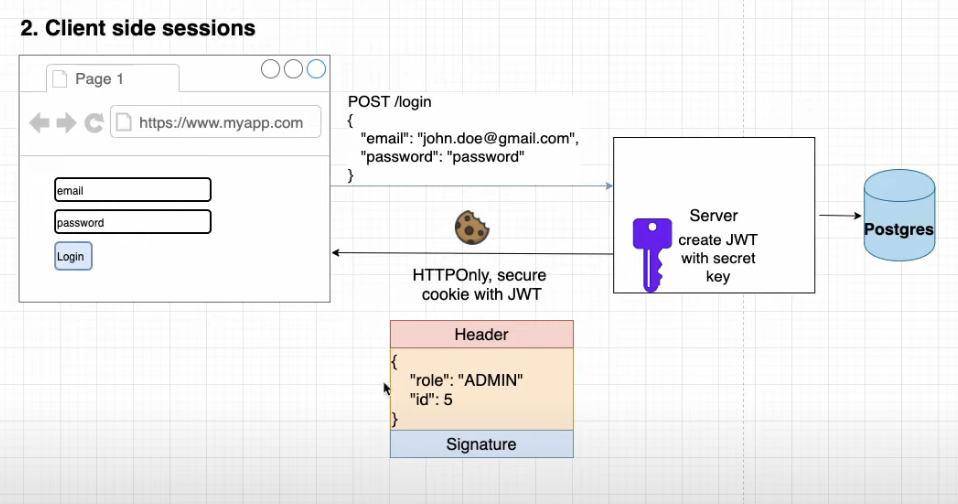 2. Client side sessions
Page 1
https://www.myapp.com
email
password
Login
POST /login
{
"email": "john.doe@gmail.com",
"password": "password"
}
HTTPOnly, secure
cookie with JWT
Server
create JWT
with secret
key
Postgres
Header
{
"role": "ADMIN"
"id": 5
}
Signature